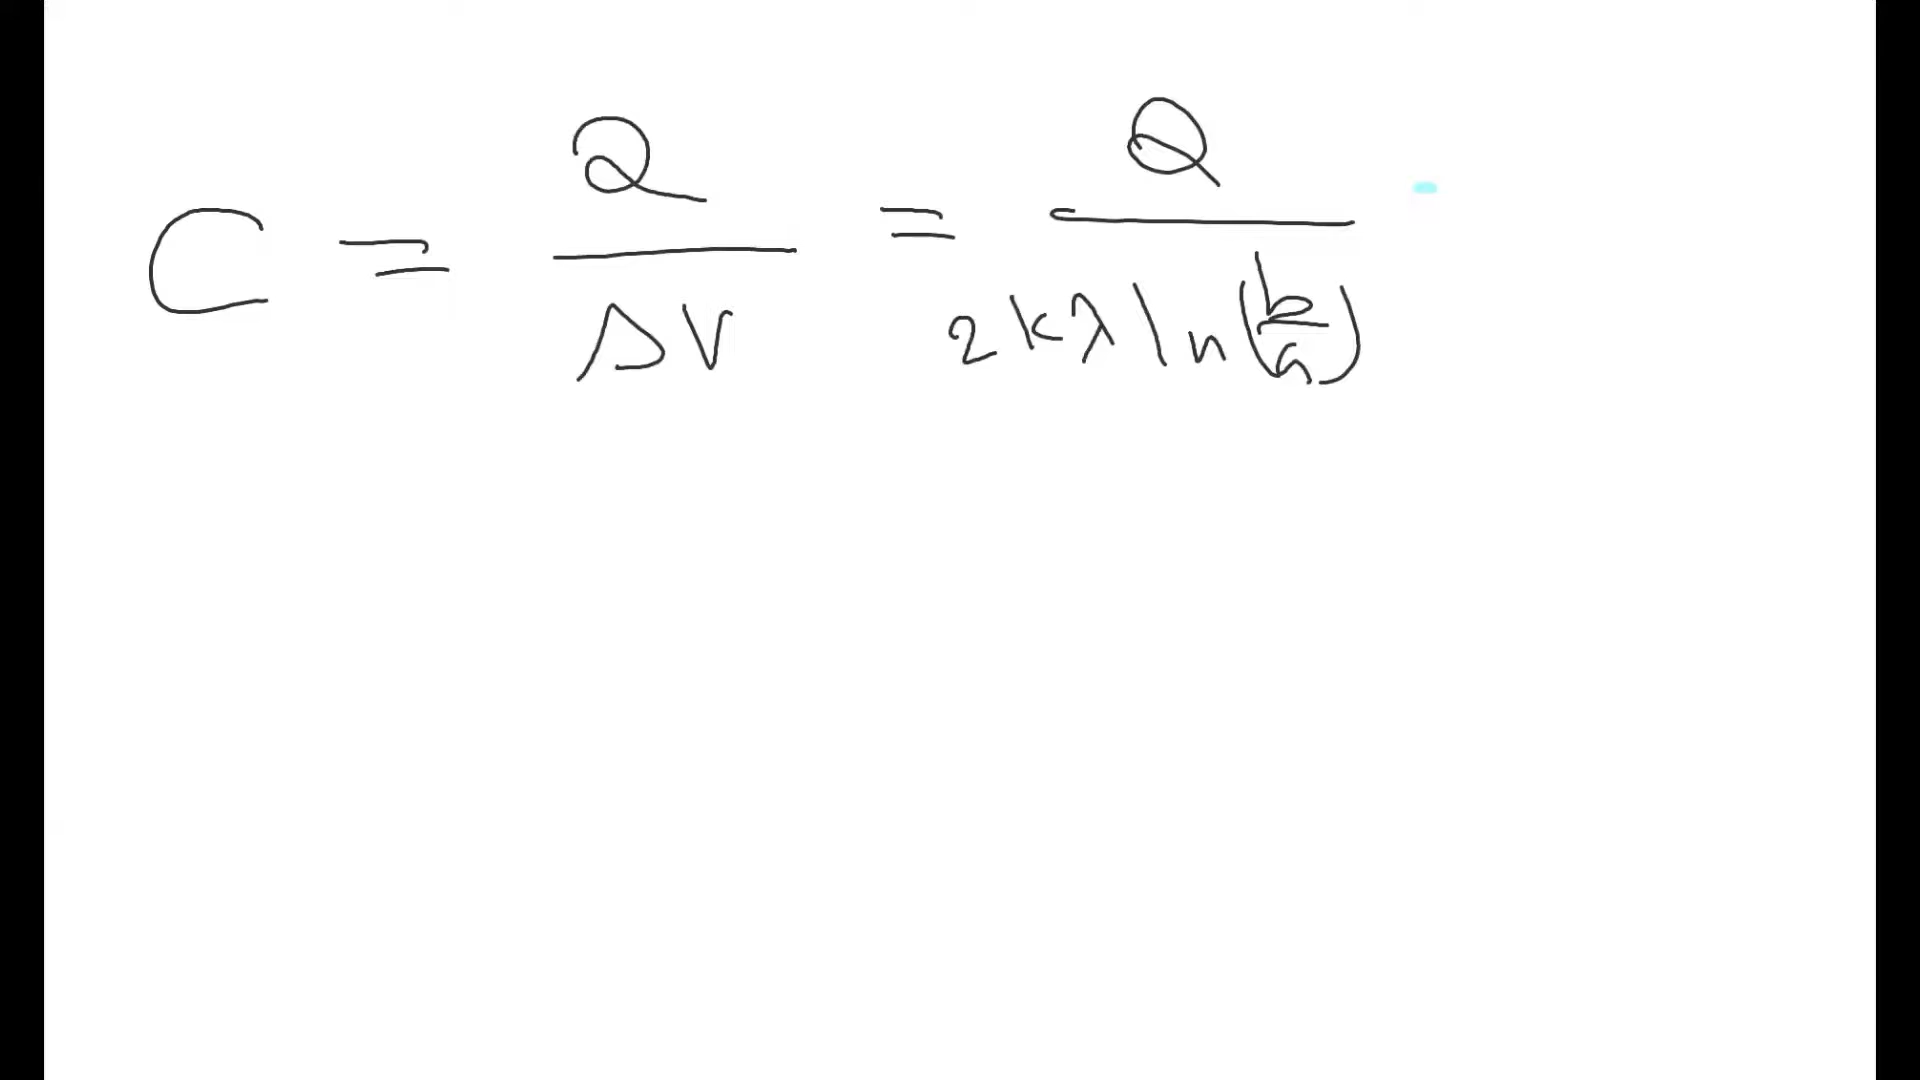 C = Q / ΔV = Q / 2kλ ln(b/a)